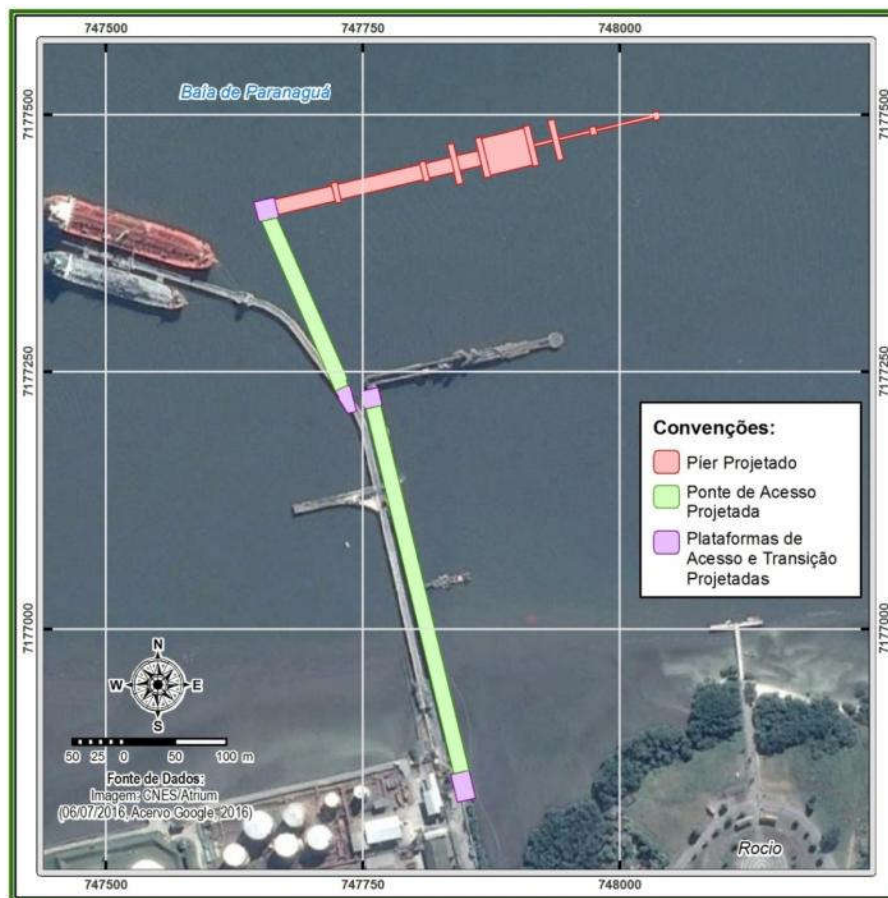 747500 747750 748000
Baía de Paranaguá
7177500 7177500
7177250 7177250
Convenções:
Píer Projetado
Ponte de Acesso
Projetada
Plataformas de
Acesso e Transição
Projetadas
7177000 7177000
N
W E
S
50 25 0 50 100 m
Fonte de Dados:
Imagem: CNES/Atrium
(06/07/2016, Acervo Google, 2016)
Rocio
747500 747750 748000